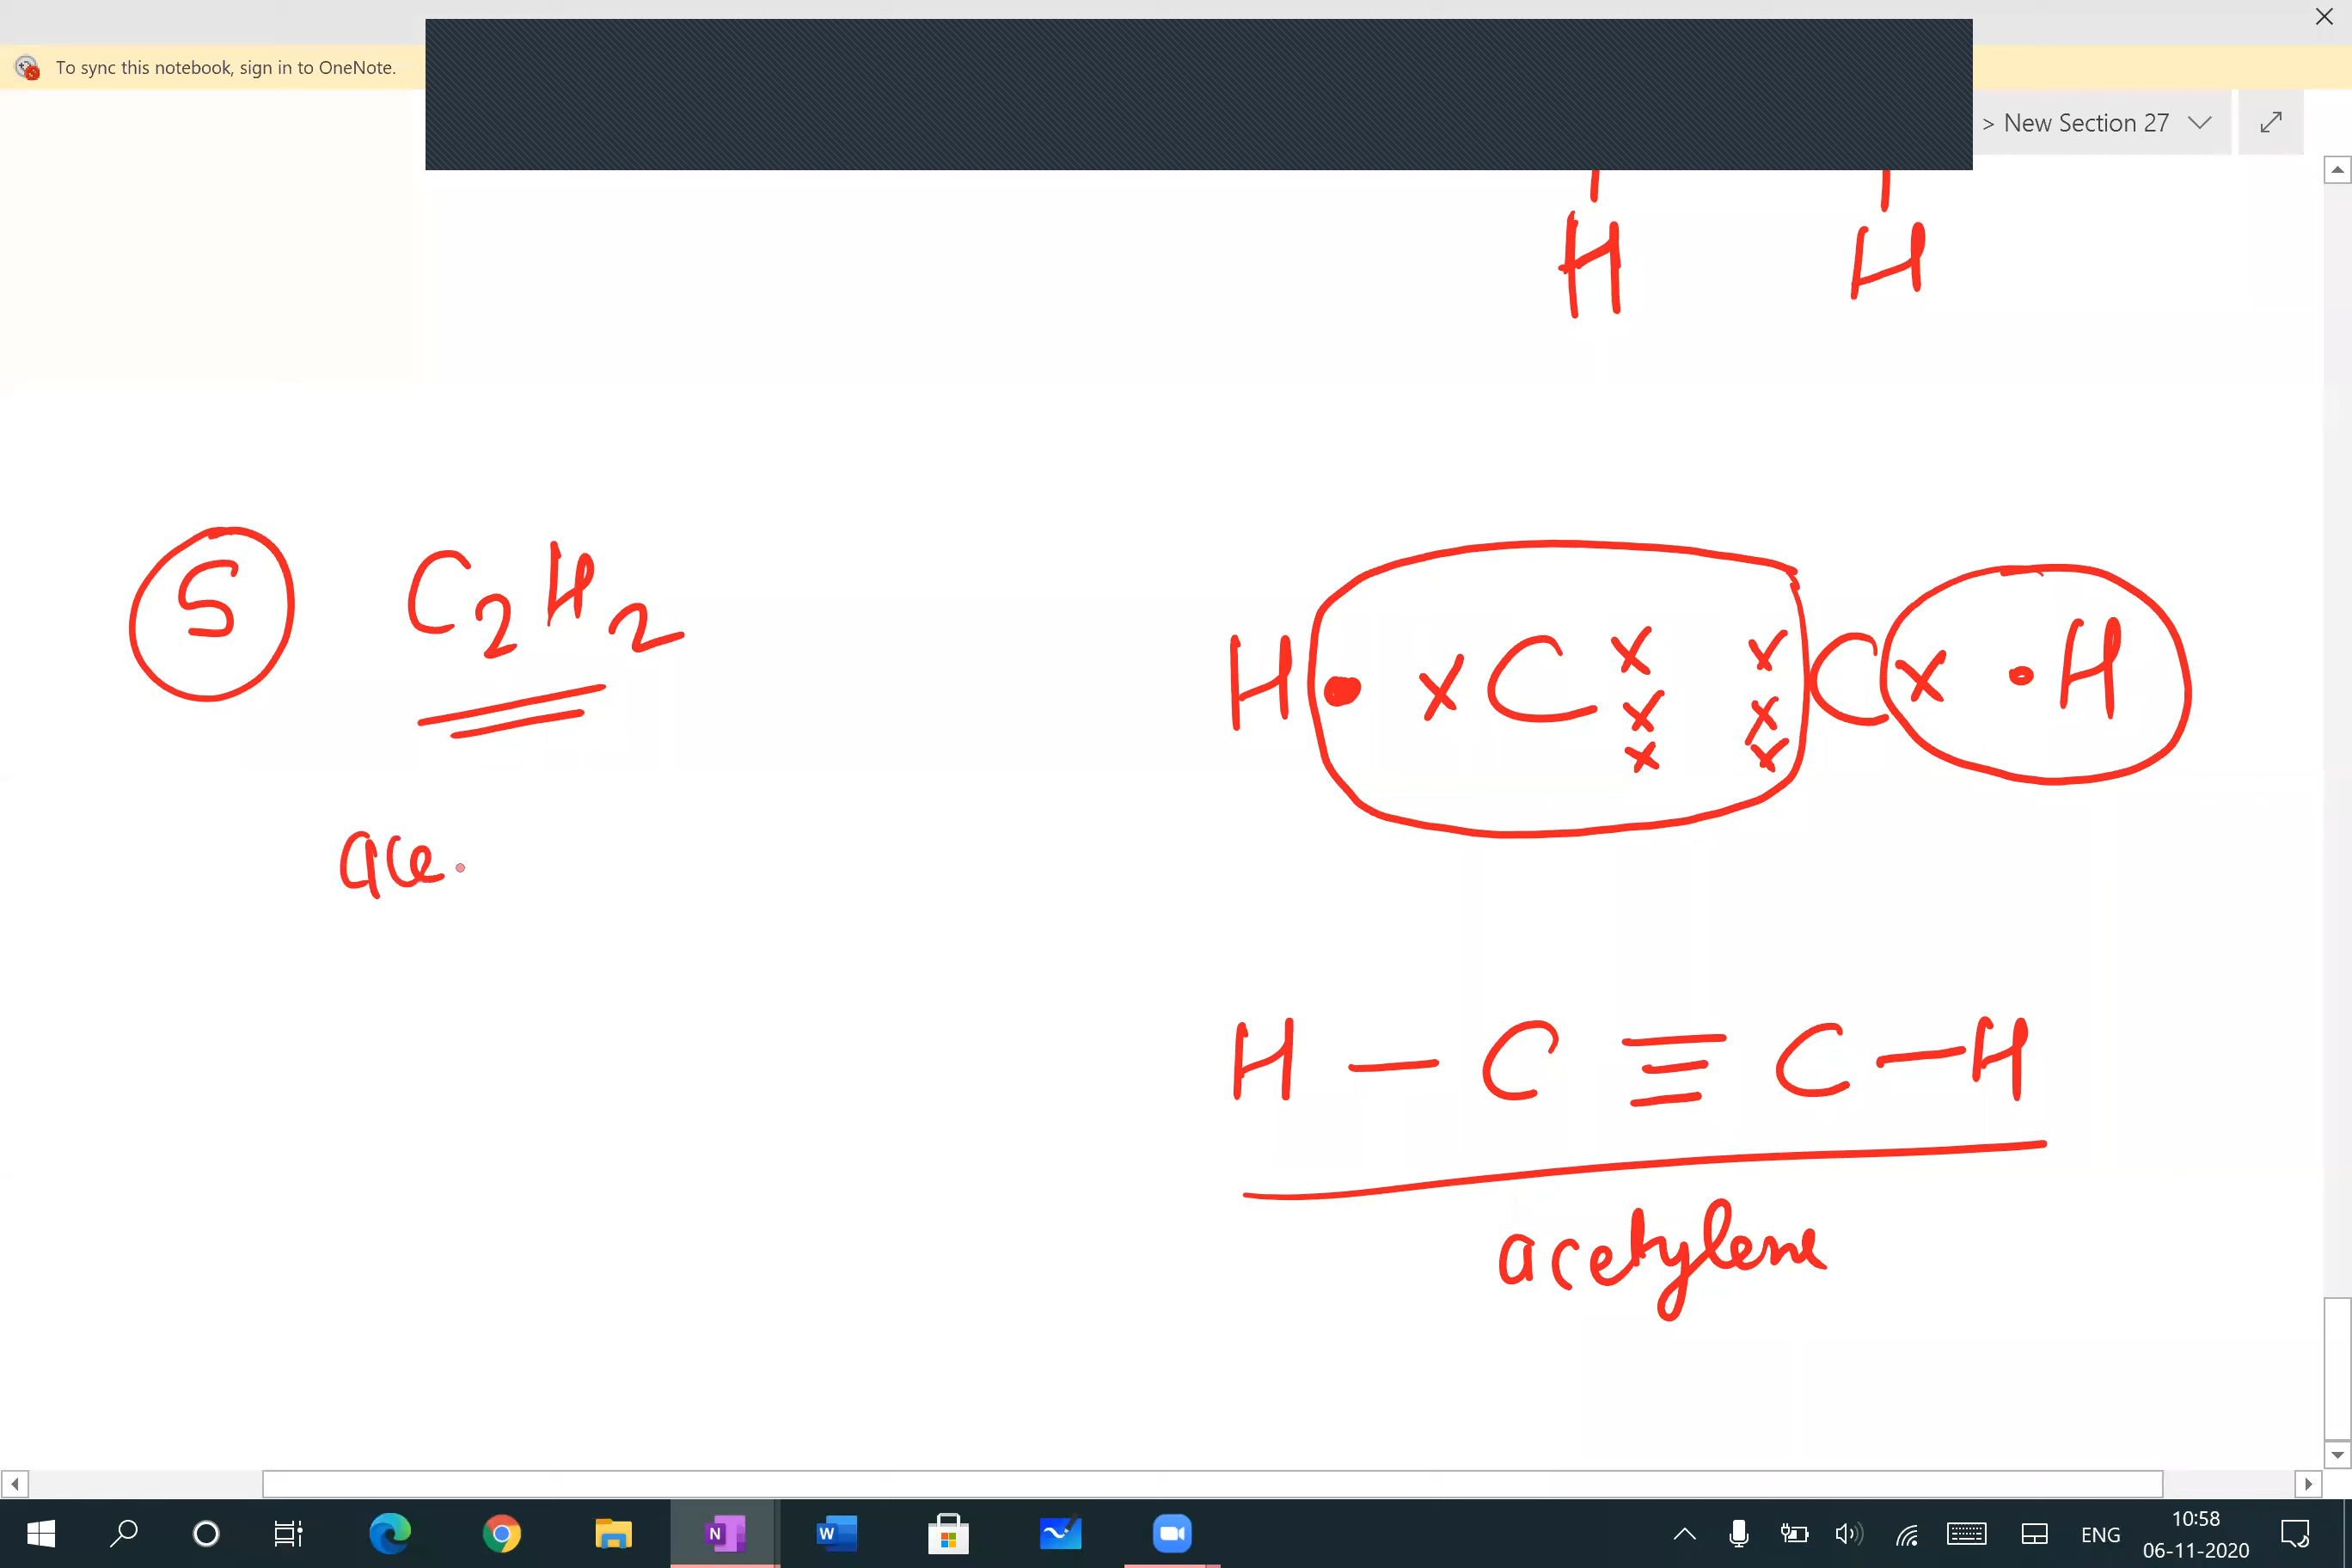 To sync this notebook, sign in to OneNote.
> New Section 27
H H
5 C2H2
H • xC x x x x x x C x • H
ace
H — C ≡ C — H
acetylene
N
W
ENG
10:58
06-11-2020